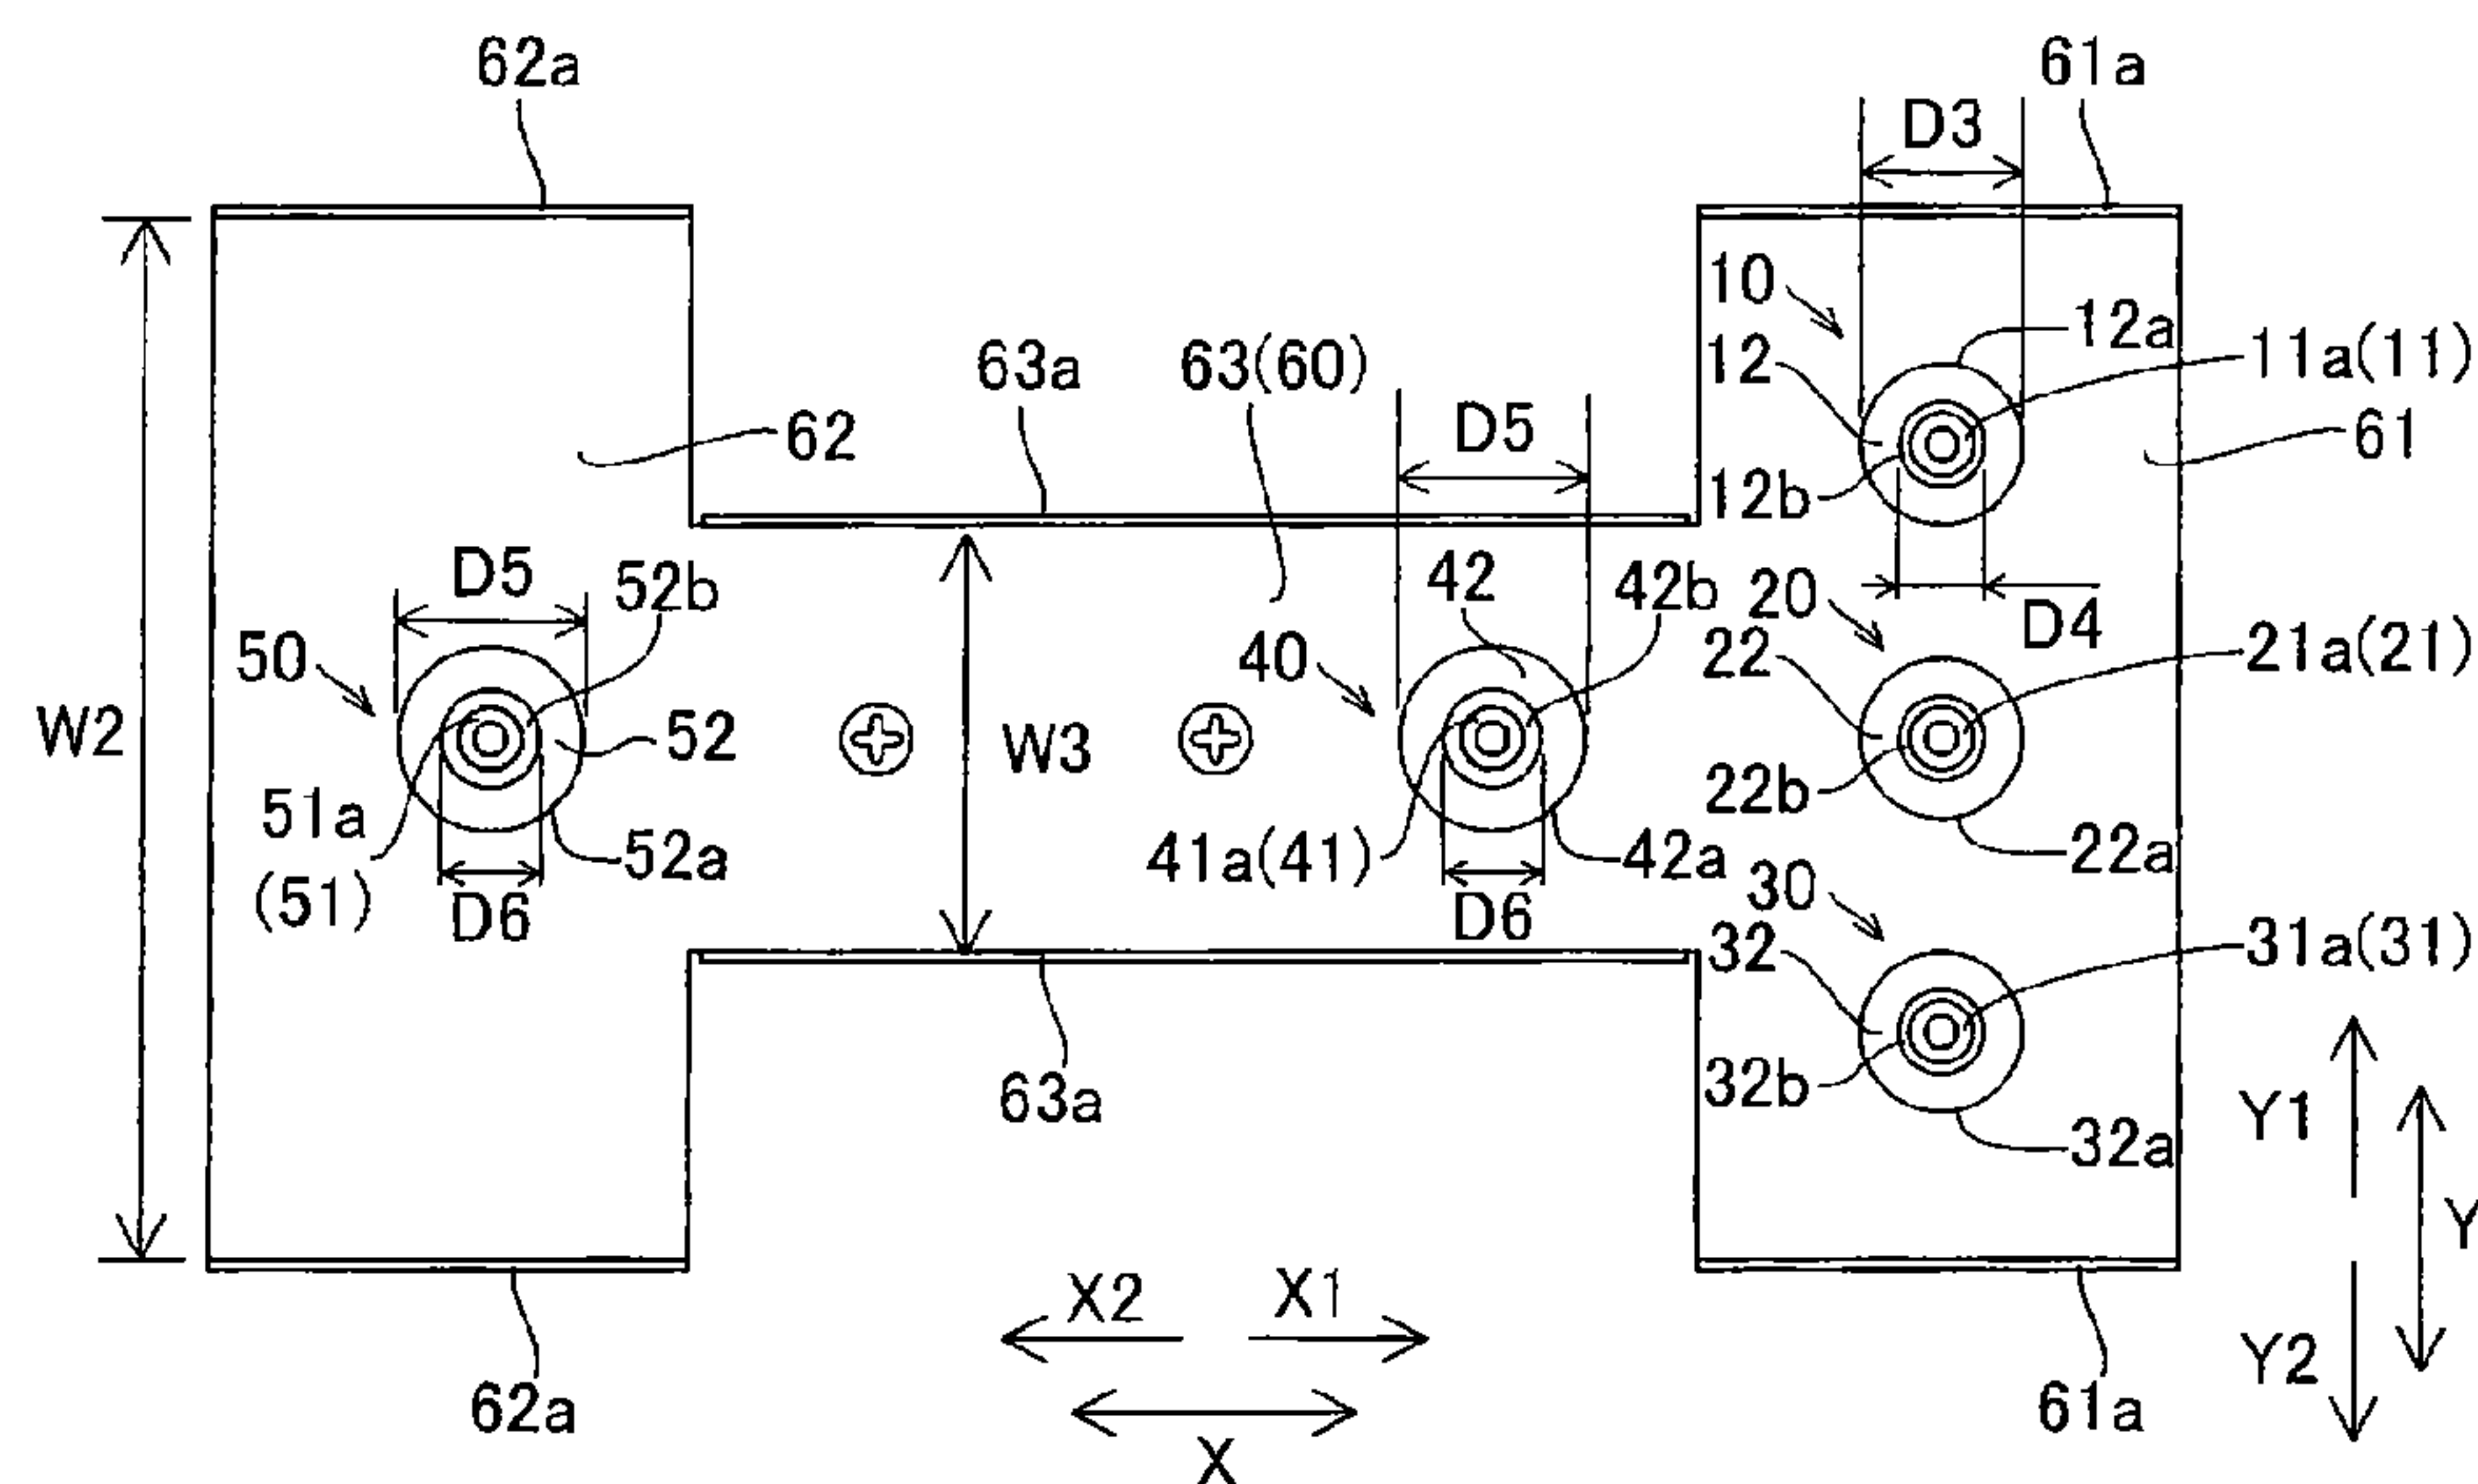 62a
61a
D3
10
12a
12
11a(11)
63a
63(60)
D5
61
62
12b
D5
52b
42
42b
20
D4
50
40
22
21a(21)
W2
52
W3
22b
51a
(51)
52a
41a(41)
42a
22a
D6
D6
30
32
31a(31)
63a
32b
Y1
32a
Y
X2
X1
Y2
62a
61a
X